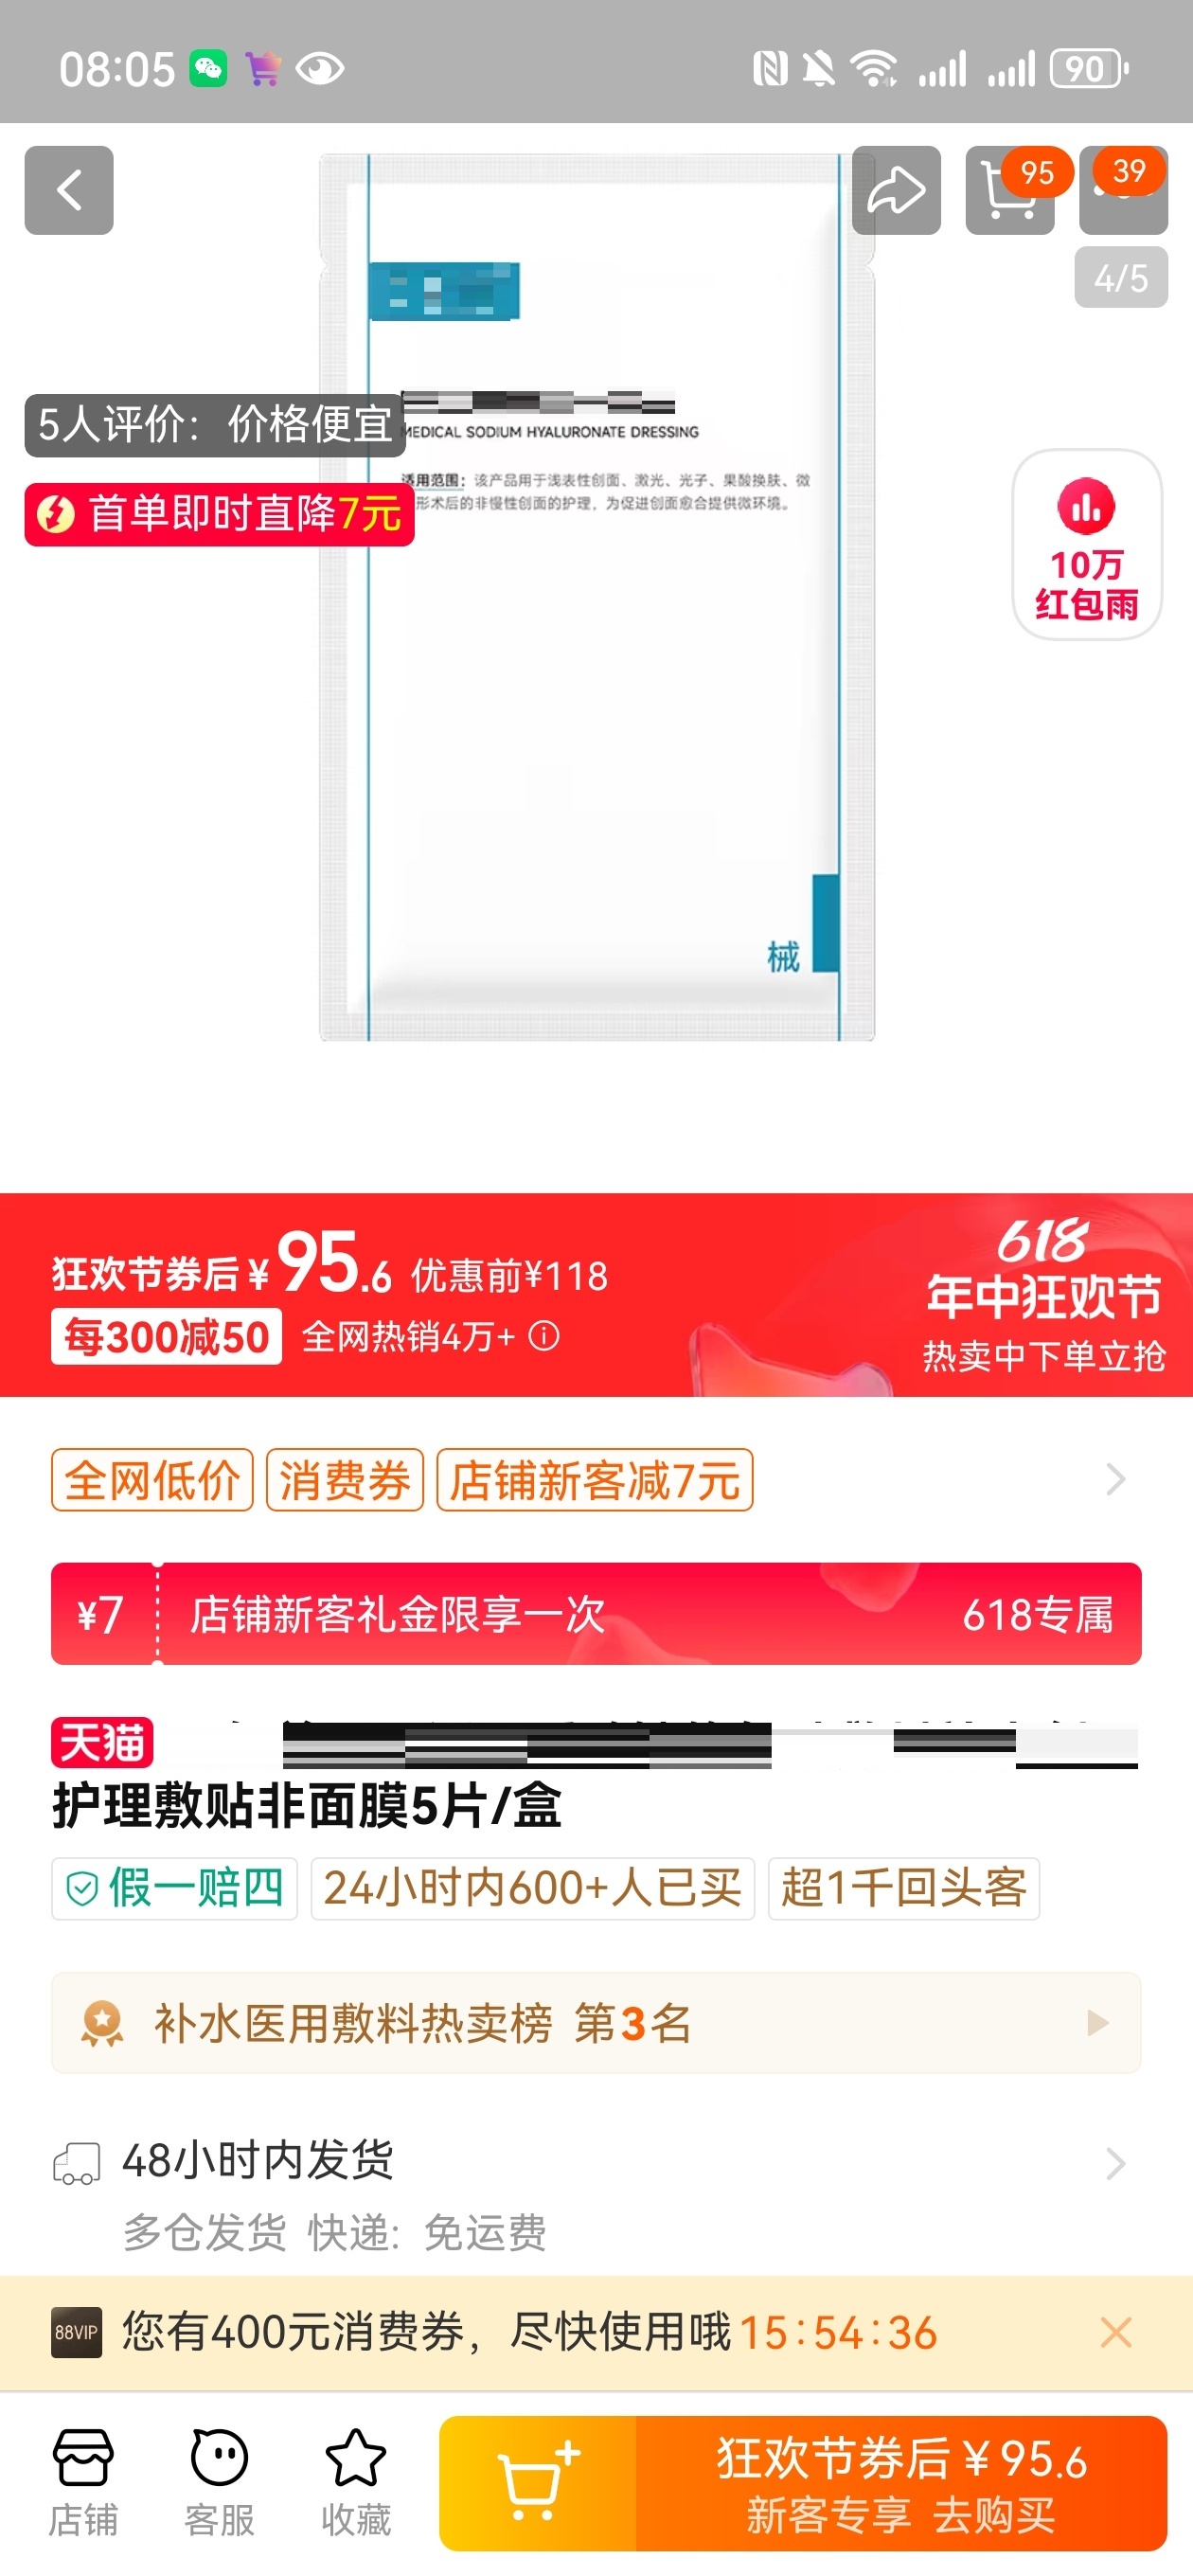 08:05
90
95
39
4/5
MEDICAL SODIUM HYALURONATE DRESSING
5人评价：价格便宜
适用范围：该产品用于浅表性创面、激光、光子、果酸换肤、微
形术后的非慢性创面的护理，为促进创面愈合提供微环境。
首单即时直降7元
10万
红包雨
械
狂欢节券后¥95.6 优惠前¥118
每300减50 全网热销4万+
618
年中狂欢节
热卖中下单立抢
全网低价 消费券 店铺新客减7元
¥7 店铺新客礼金限享一次 618专属
天猫
护理敷贴非面膜5片/盒
假一赔四 24小时内600+人已买 超1千回头客
补水医用敷料热卖榜 第3名
48小时内发货
多仓发货 快递: 免运费
88VIP 您有400元消费券，尽快使用哦15:54:36
店铺 客服 收藏
狂欢节券后¥95.6
新客专享 去购买